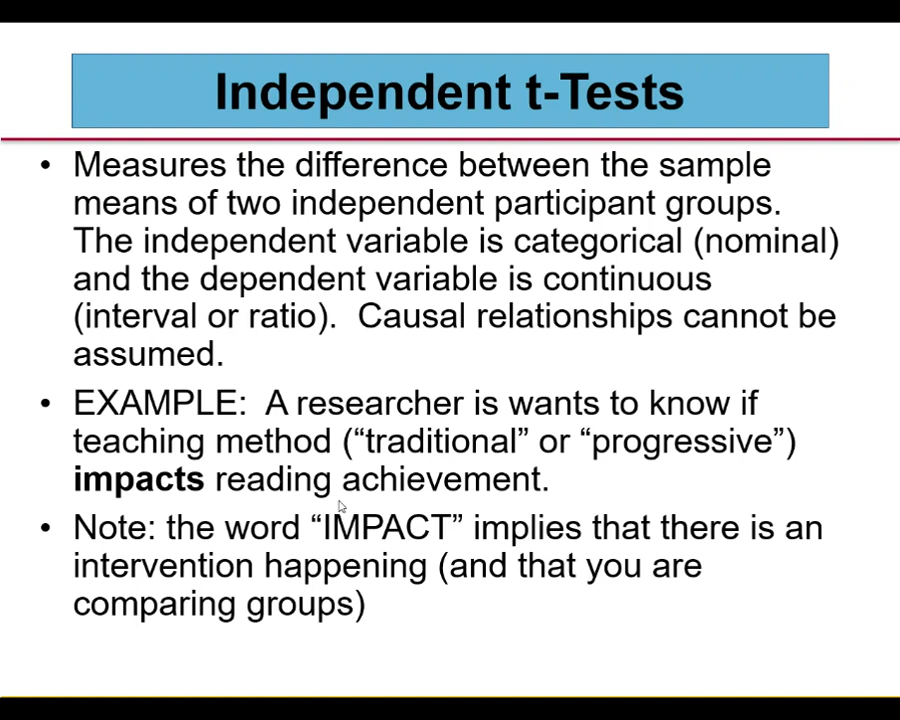 Independent t-Tests
• Measures the difference between the sample
means of two independent participant groups.
The independent variable is categorical (nominal)
and the dependent variable is continuous
(interval or ratio).  Causal relationships cannot be
assumed.
• EXAMPLE:  A researcher is wants to know if
teaching method (“traditional” or “progressive”)
impacts reading achievement.
• Note: the word “IMPACT” implies that there is an
intervention happening (and that you are
comparing groups)